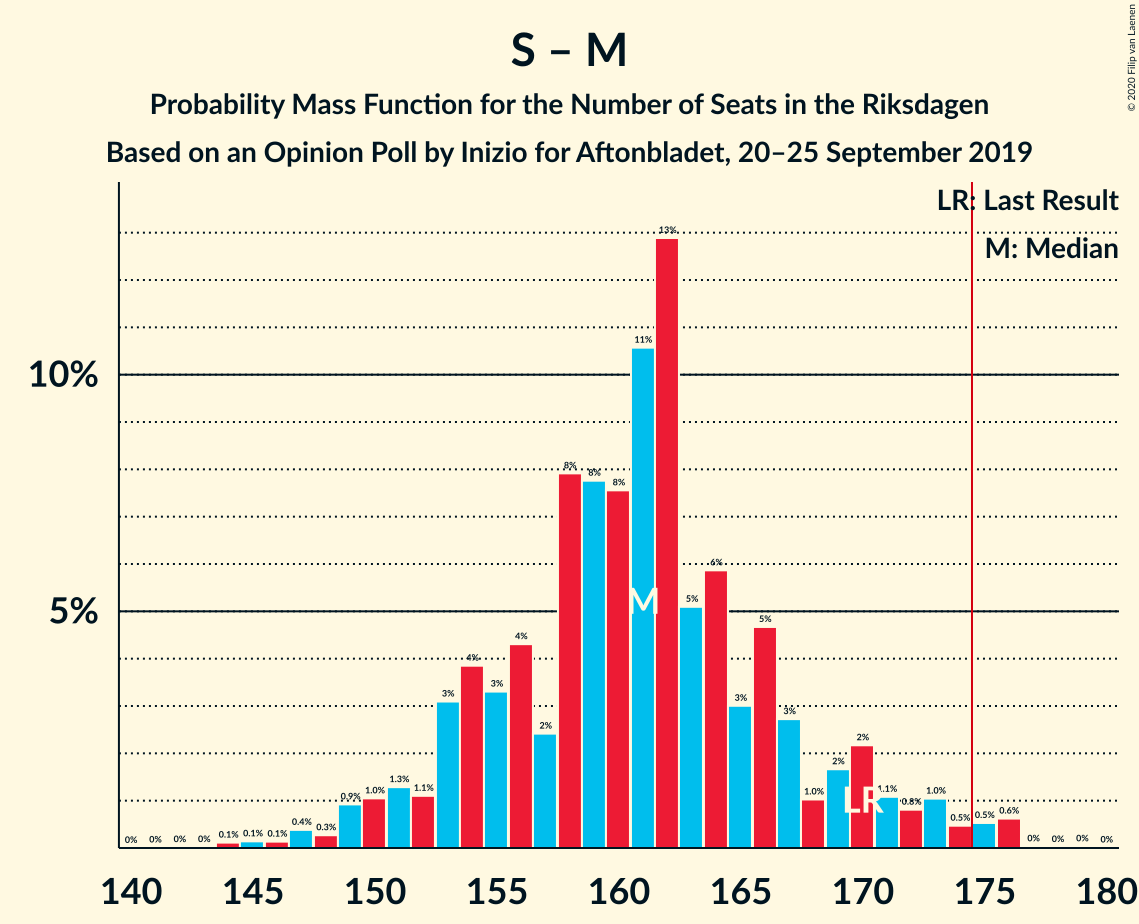 S – M
Probability Mass Function for the Number of Seats in the Riksdagen
Based on an Opinion Poll by Inizio for Aftonbladet, 20–25 September 2019
© 2020 Filip van Laenen
LR: Last Result
M: Median
10%
5%
0% 0% 0% 0% 0.1% 0.1% 0.1% 0.4% 0.3% 0.9% 1.0% 1.3% 1.1% 3% 4% 3% 4% 2% 8% 8% 8% 11% 13% 5% 6% 3% 5% 3% 1.0% 2% 2% 1.1% 0.8% 1.0% 0.5% 0.5% 0.6% 0% 0% 0% 0%
M
LR
140 145 150 155 160 165 170 175 180